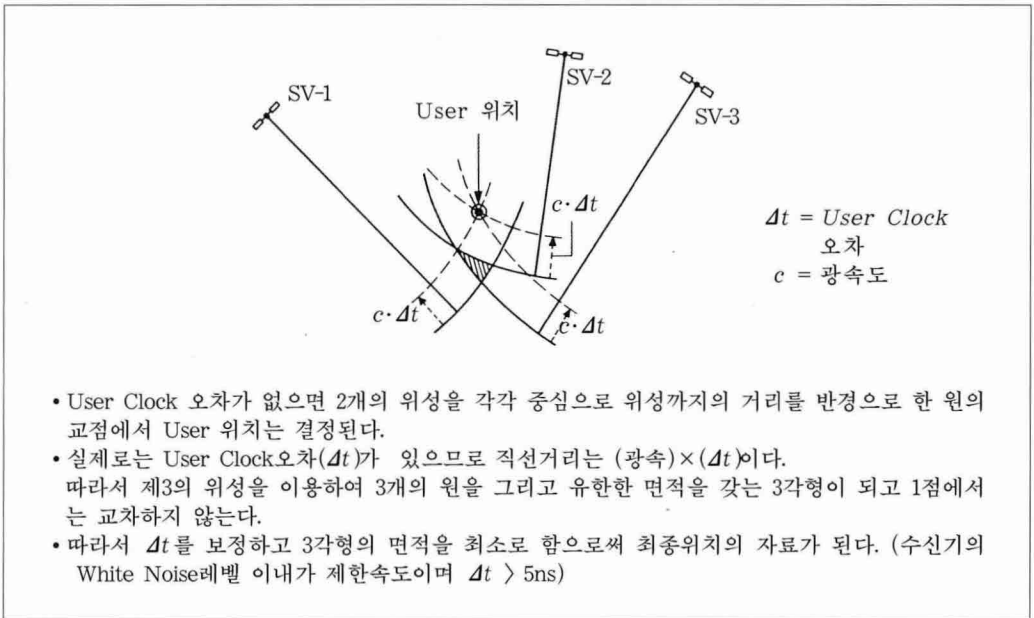 SV-1
SV-2
SV-3
User 위치
c·Δt
Δt = User Clock
오차
c = 광속도
c·Δt
c·Δt
• User Clock 오차가 없으면 2개의 위성을 각각 중심으로 위성까지의 거리를 반경으로 한 원의
교점에서 User 위치는 결정된다.
• 실제로는 User Clock오차(Δt)가 있으므로 직선거리는 (광속)×(Δt)이다.
따라서 제3의 위성을 이용하여 3개의 원을 그리고 유한한 면적을 갖는 3각형이 되고 1점에서
는 교차하지 않는다.
• 따라서 Δt를 보정하고 3각형의 면적을 최소로 함으로써 최종위치의 자료가 된다. (수신기의
White Noise레벨 이내가 제한속도이며 Δt 〉 5ns)